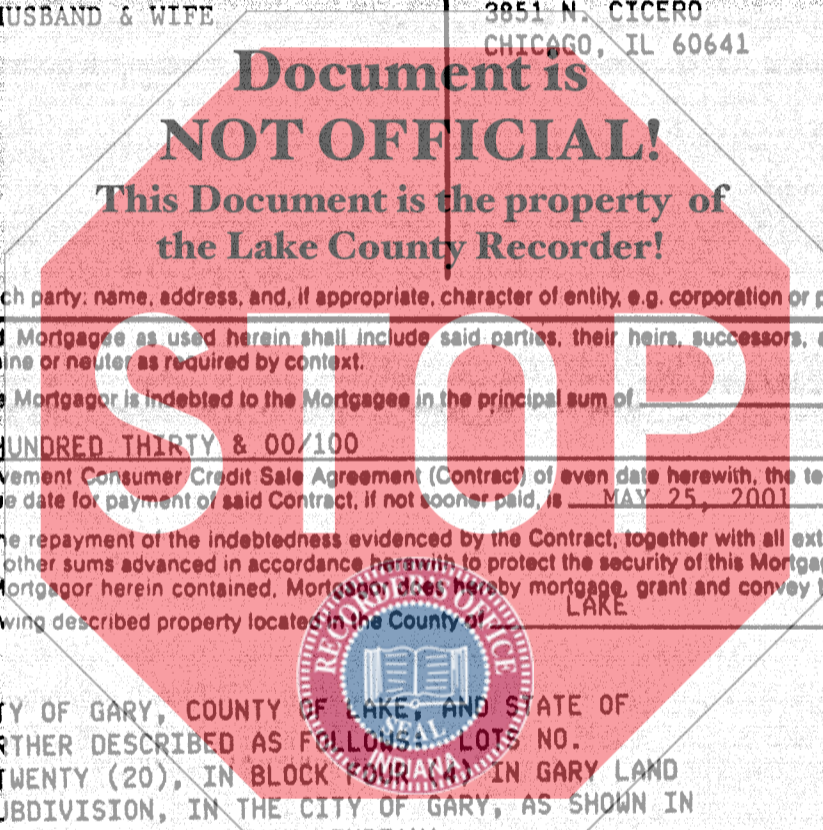 HUSBAND & WIFE
3851 N. CICERO
CHICAGO, IL 60641
Document is
NOT OFFICIAL!
This Document is the property of
the Lake County Recorder!
ch party: name, address, and, if appropriate, character of entity, e.g. corporation or p
Mortgagee as used herein shall include said parties, their heirs, successors, a
ine or neuter as required by context.
Mortgagor is indebted to the Mortgagee in the principal sum of
HUNDRED THIRTY & 00/100
vement Consumer Credit Sale Agreement (Contract) of even date herewith, the te
e date for payment of said Contract, if not sooner paid, is MAY 25, 2001
STOP
e repayment of the indebtedness evidenced by the Contract, together with all ext
other sums advanced in accordance herewith to protect the security of this Mortgag
ortgagor herein contained, Mortgagor does hereby mortgage, grant and convey t
wing described property located in the County of LAKE
RECORDER'S OFFICE
SEAL
INDIANA
TY OF GARY, COUNTY OF LAKE, AND STATE OF
RTHER DESCRIBED AS FOLLOWS: LOTS NO.
TWENTY (20), IN BLOCK FOUR (4) IN GARY LAND
UBDIVISION, IN THE CITY OF GARY, AS SHOWN IN